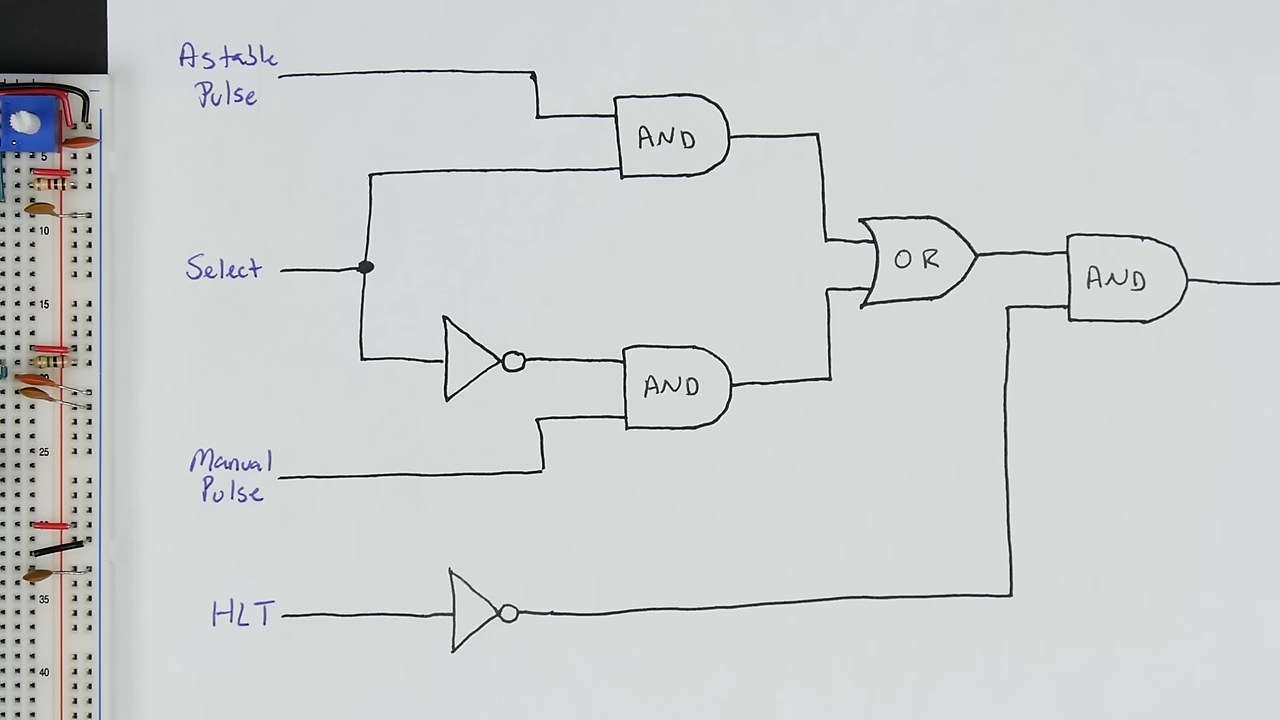 Astable
Pulse
AND
Select
OR
AND
AND
Manual
Pulse
HLT
5
10
15
25
35
40